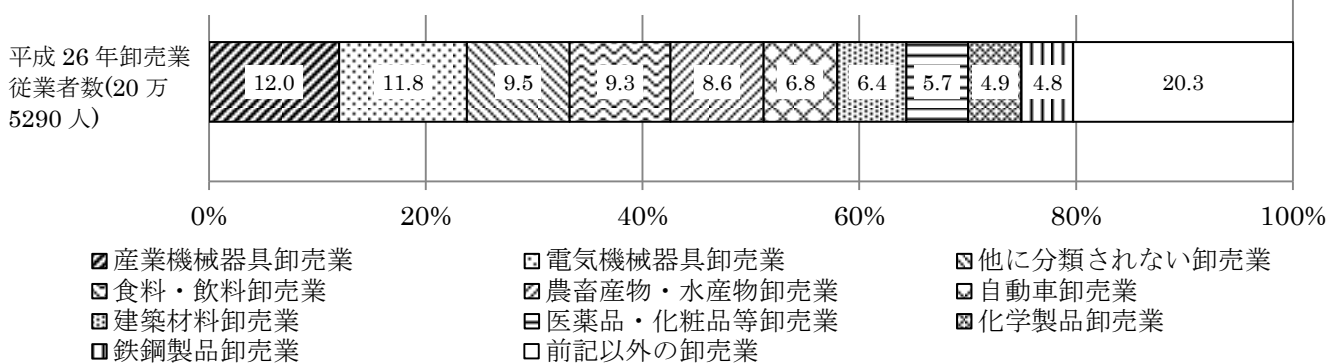 平成 26 年卸売業
従業者数(20 万
5290 人)
12.0 11.8 9.5 9.3 8.6 6.8 6.4 5.7 4.9 4.8 20.3
0% 20% 40% 60% 80% 100%
産業機械器具卸売業 電気機械器具卸売業 他に分類されない卸売業
食料・飲料卸売業 農畜産物・水産物卸売業 自動車卸売業
建築材料卸売業 医薬品・化粧品等卸売業 化学製品卸売業
鉄鋼製品卸売業 前記以外の卸売業